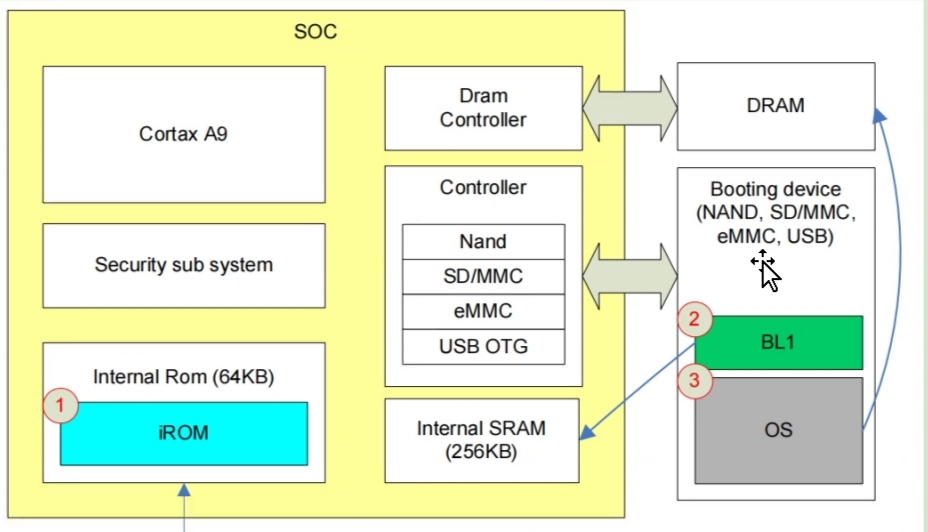 SOC
Cortax A9
Security sub system
Internal Rom (64KB)
1
iROM
Dram
Controller
Controller
Nand
SD/MMC
eMMC
USB OTG
Internal SRAM
(256KB)
DRAM
Booting device
(NAND, SD/MMC,
eMMC, USB)
2
BL1
3
OS